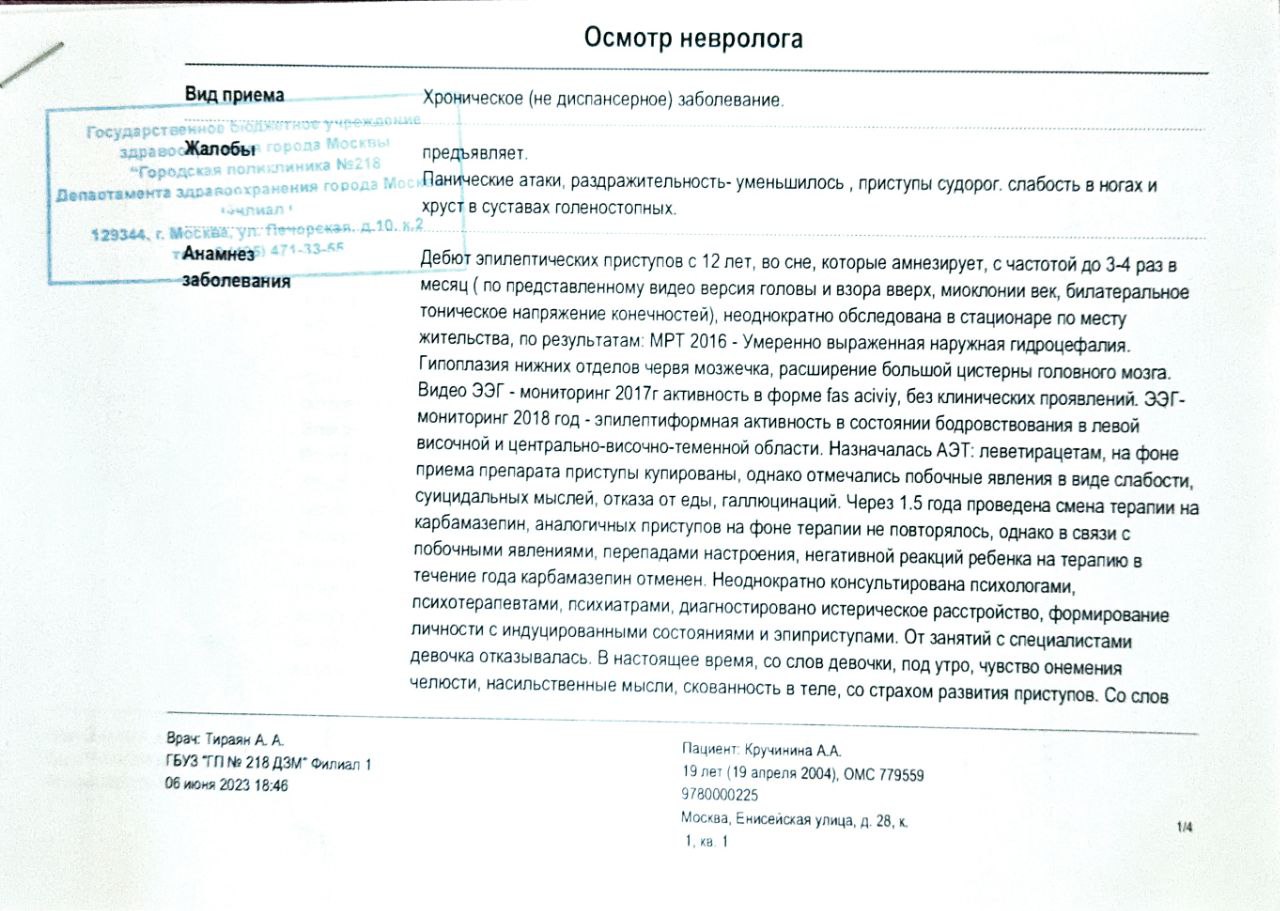 Осмотр невролога
Вид приема
Хроническое (не диспансерное) заболевание.
Государственное бюджетное учреждение
здравоохранения города Москвы
"Городская поликлиника №218
Департамента здравоохранения города Москвы
Филиал 1
129344, г. Москва, ул. Печорская, д.10, к.2
471-33-55
Жалобы
предъявляет.
Панические атаки, раздражительность- уменьшилось , приступы судорог. слабость в ногах и
хруст в суставах голеностопных.
Анамнез
заболевания
Дебют эпилептических приступов с 12 лет, во сне, которые амнезирует, с частотой до 3-4 раз в
месяц ( по представленному видео версия головы и взора вверх, миоклонии век, билатеральное
тоническое напряжение конечностей), неоднократно обследована в стационаре по месту
жительства, по результатам: МРТ 2016 - Умеренно выраженная наружная гидроцефалия.
Гипоплазия нижних отделов червя мозжечка, расширение большой цистерны головного мозга.
Видео ЭЭГ - мониторинг 2017г активность в форме fas aciviy, без клинических проявлений. ЭЭГ-
мониторинг 2018 год - эпилептиформная активность в состоянии бодрствования в левой
височной и центрально-височно-теменной области. Назначалась АЭТ: леветирацетам, на фоне
приема препарата приступы купированы, однако отмечались побочные явления в виде слабости,
суицидальных мыслей, отказа от еды, галлюцинаций. Через 1.5 года проведена смена терапии на
карбамазепин, аналогичных приступов на фоне терапии не повторялось, однако в связи с
побочными явлениями, перепадами настроения, негативной реакций ребенка на терапию в
течение года карбамазепин отменен. Неоднократно консультирована психологами,
психотерапевтами, психиатрами, диагностировано истерическое расстройство, формирование
личности с индуцированными состояниями и эпиприступами. От занятий с специалистами
девочка отказывалась. В настоящее время, со слов девочки, под утро, чувство онемения
челюсти, насильственные мысли, скованность в теле, со страхом развития приступов. Со слов
Врач: Тираян А. А.
ГБУЗ "ГП № 218 ДЗМ" Филиал 1
06 июня 2023 18:46
Пациент: Кручинина А.А.
19 лет (19 апреля 2004), ОМС 779559
9780000225
Москва, Енисейская улица, д. 28, к.
1, кв. 1
1/4